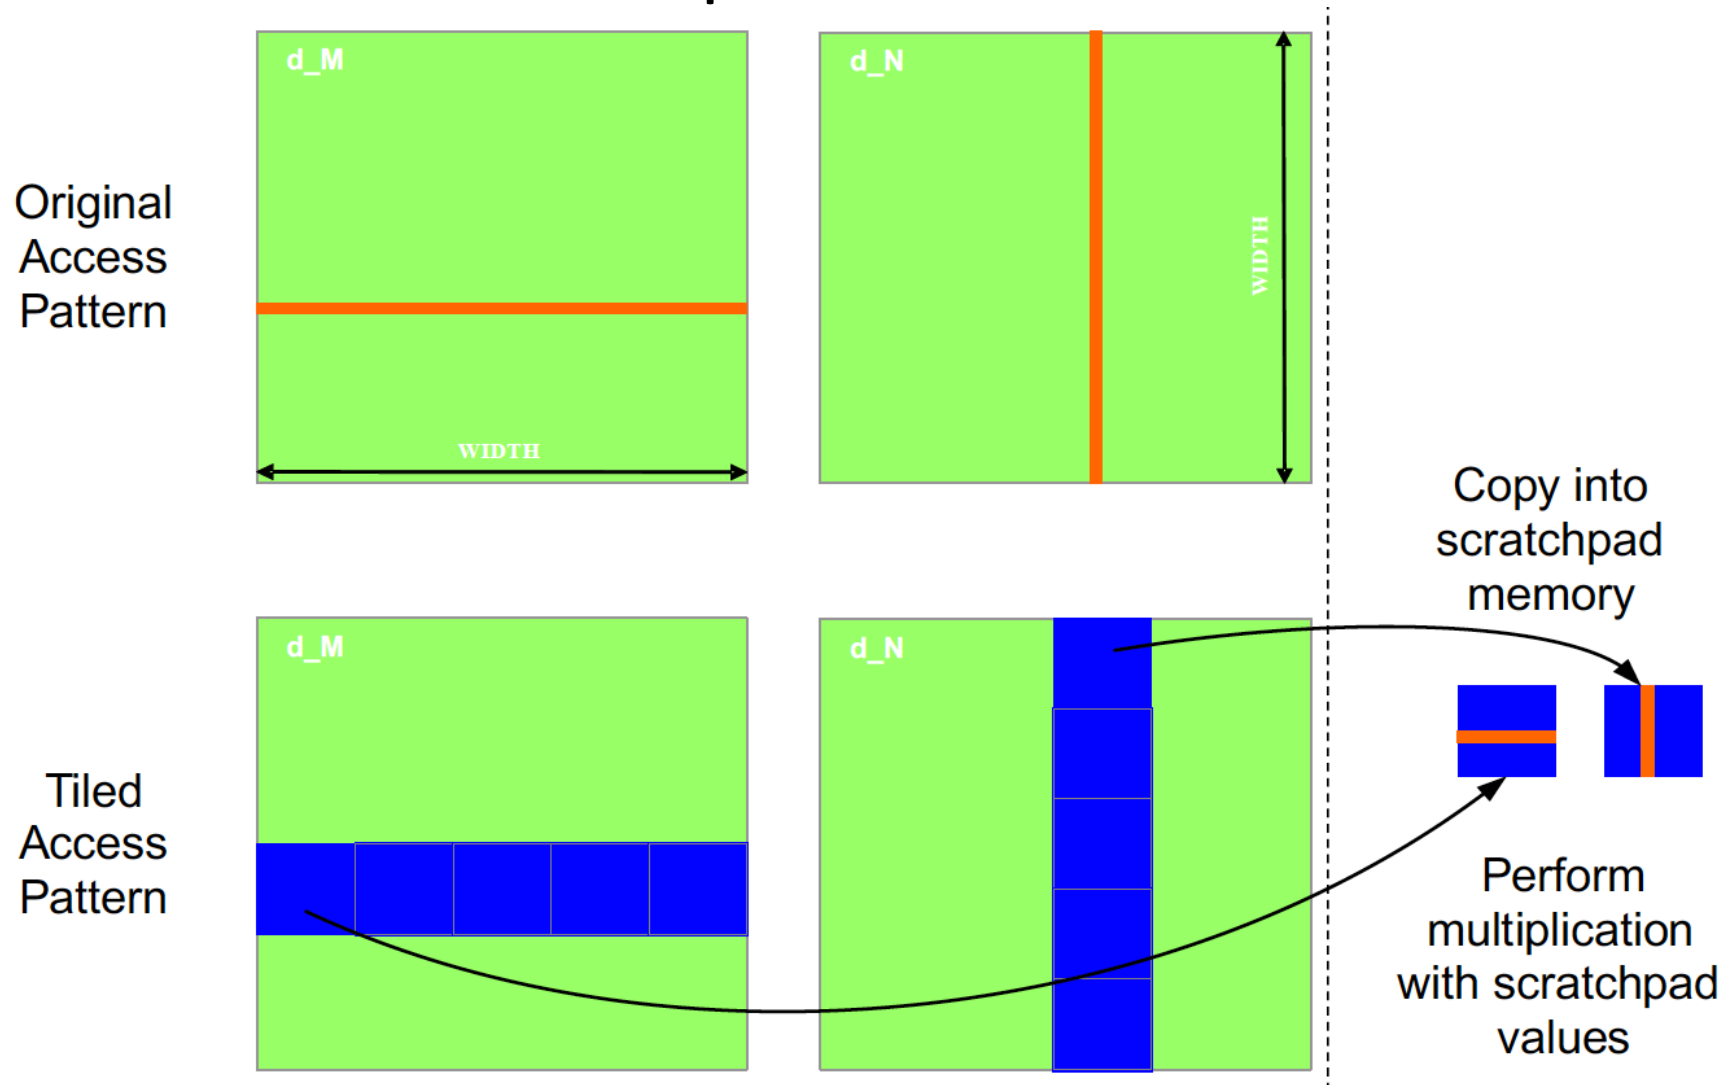 d_M
d_N
Original
Access
Pattern
WIDTH
WIDTH
Copy into
scratchpad
memory
d_M
d_N
Tiled
Access
Pattern
Perform
multiplication
with scratchpad
values